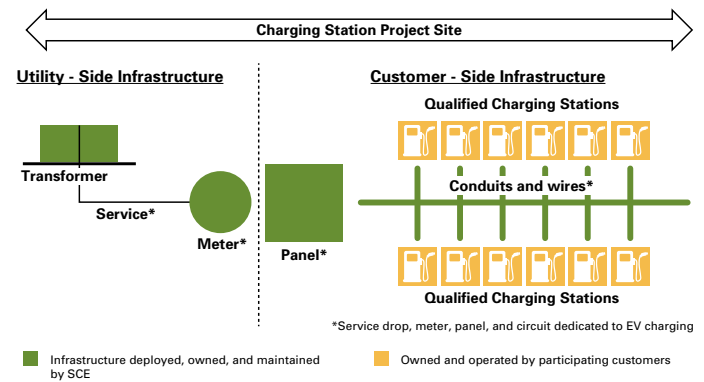 Charging Station Project Site
Utility - Side Infrastructure
Customer - Side Infrastructure
Qualified Charging Stations
Transformer
Conduits and wires*
Service*
Meter*
Panel*
Qualified Charging Stations
*Service drop, meter, panel, and circuit dedicated to EV charging
Infrastructure deployed, owned, and maintained
by SCE
Owned and operated by participating customers